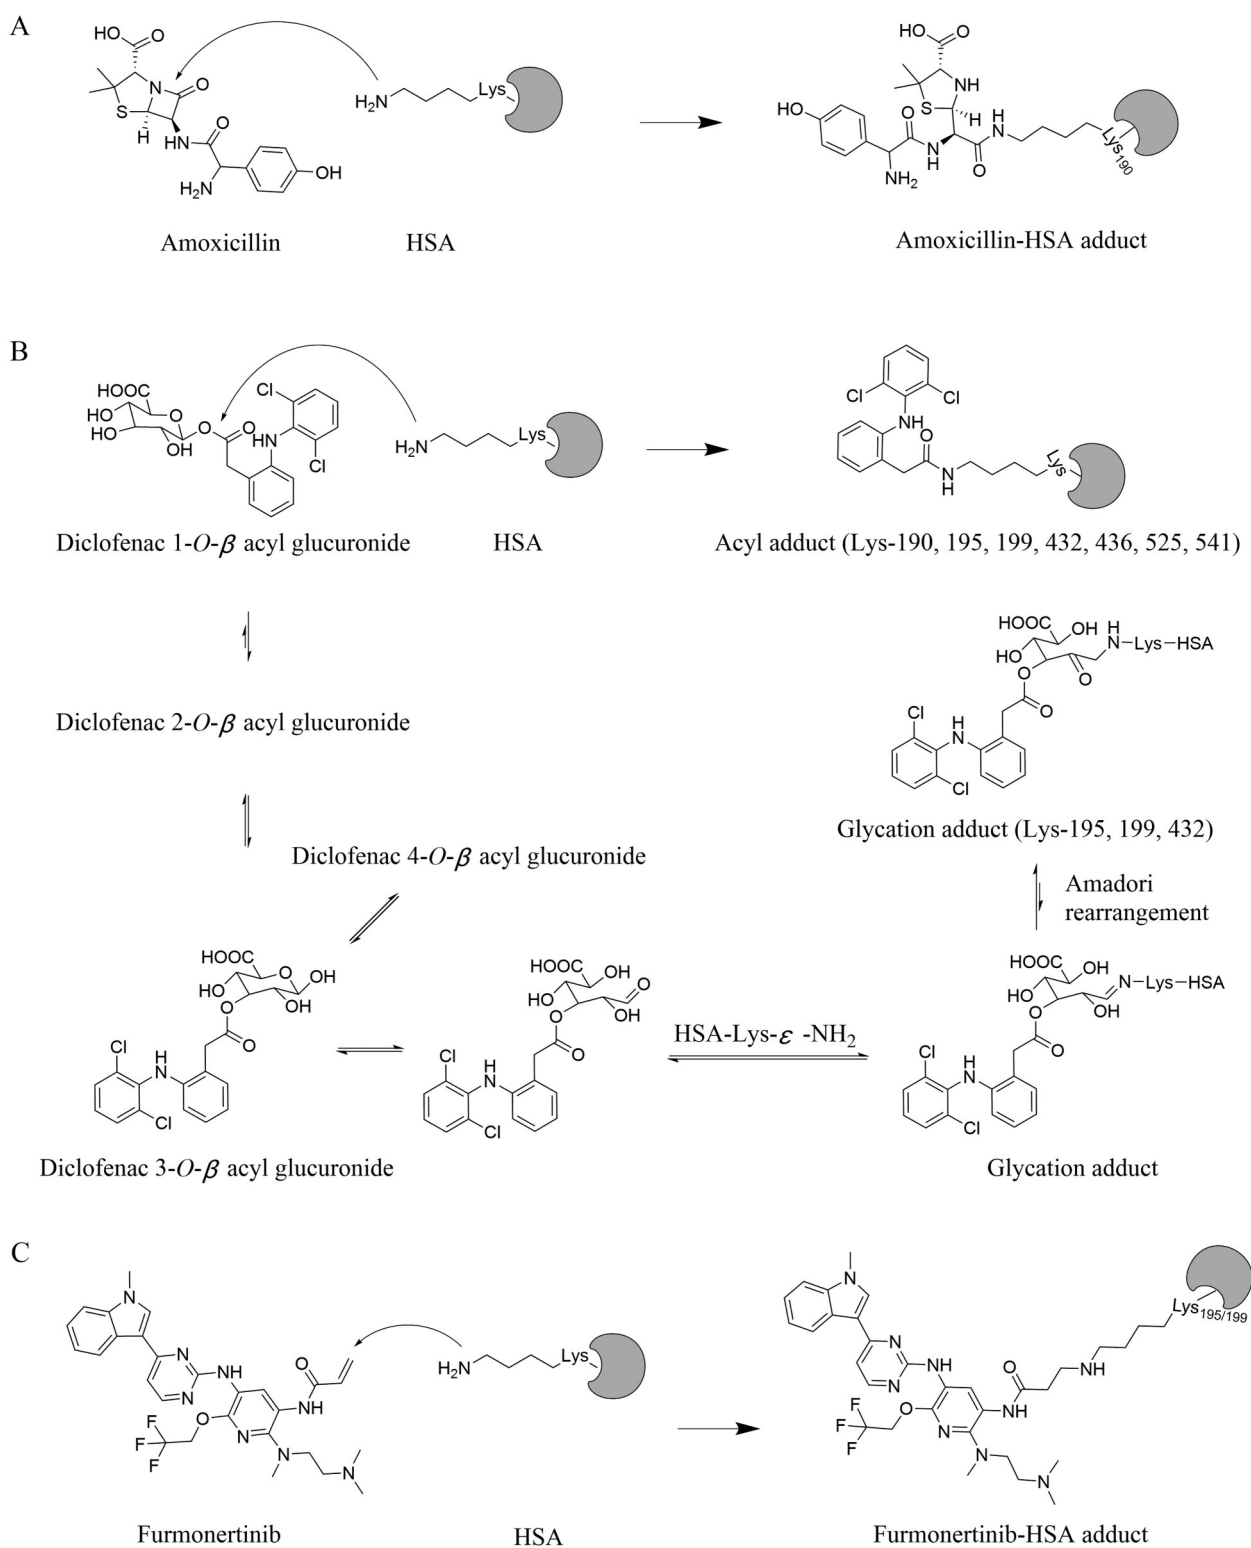 A
HO
O
N
O
S
H
HN
O
H2N
OH
Amoxicillin
H2N
Lys
HSA
HO
O
NH
S
H
HO
O
N
H
NH2
O
H
N
Lys190
Amoxicillin-HSA adduct
B
HOOC
HO
HO
O
OH
O
O
HN
Cl
Cl
Diclofenac 1-O-β acyl glucuronide
H2N
Lys
HSA
Cl
Cl
NH
O
N
H
Lys
Acyl adduct (Lys-190, 195, 199, 432, 436, 525, 541)
Diclofenac 2-O-β acyl glucuronide
HOOC
OH
HO
O
O
H
N
Lys
HSA
O
Cl
H
N
Cl
Glycation adduct (Lys-195, 199, 432)
Diclofenac 4-O-β acyl glucuronide
Amadori
rearrangement
HOOC
HO
O
OH
OH
O
O
Cl
H
N
Cl
Diclofenac 3-O-β acyl glucuronide
HOOC
OH
HO
O
OH
O
O
Cl
H
N
Cl
HSA-Lys-ε -NH2
HOOC
OH
HO
N
Lys
HSA
OH
O
O
Cl
H
N
Cl
Glycation adduct
C
N
N
N
NH
O
NH
O
N
F
F
F
N
N
Furmonertinib
H2N
Lys
HSA
N
N
N
NH
O
NH
O
N
F
F
F
N
N
NH
Lys195/199
Furmonertinib-HSA adduct